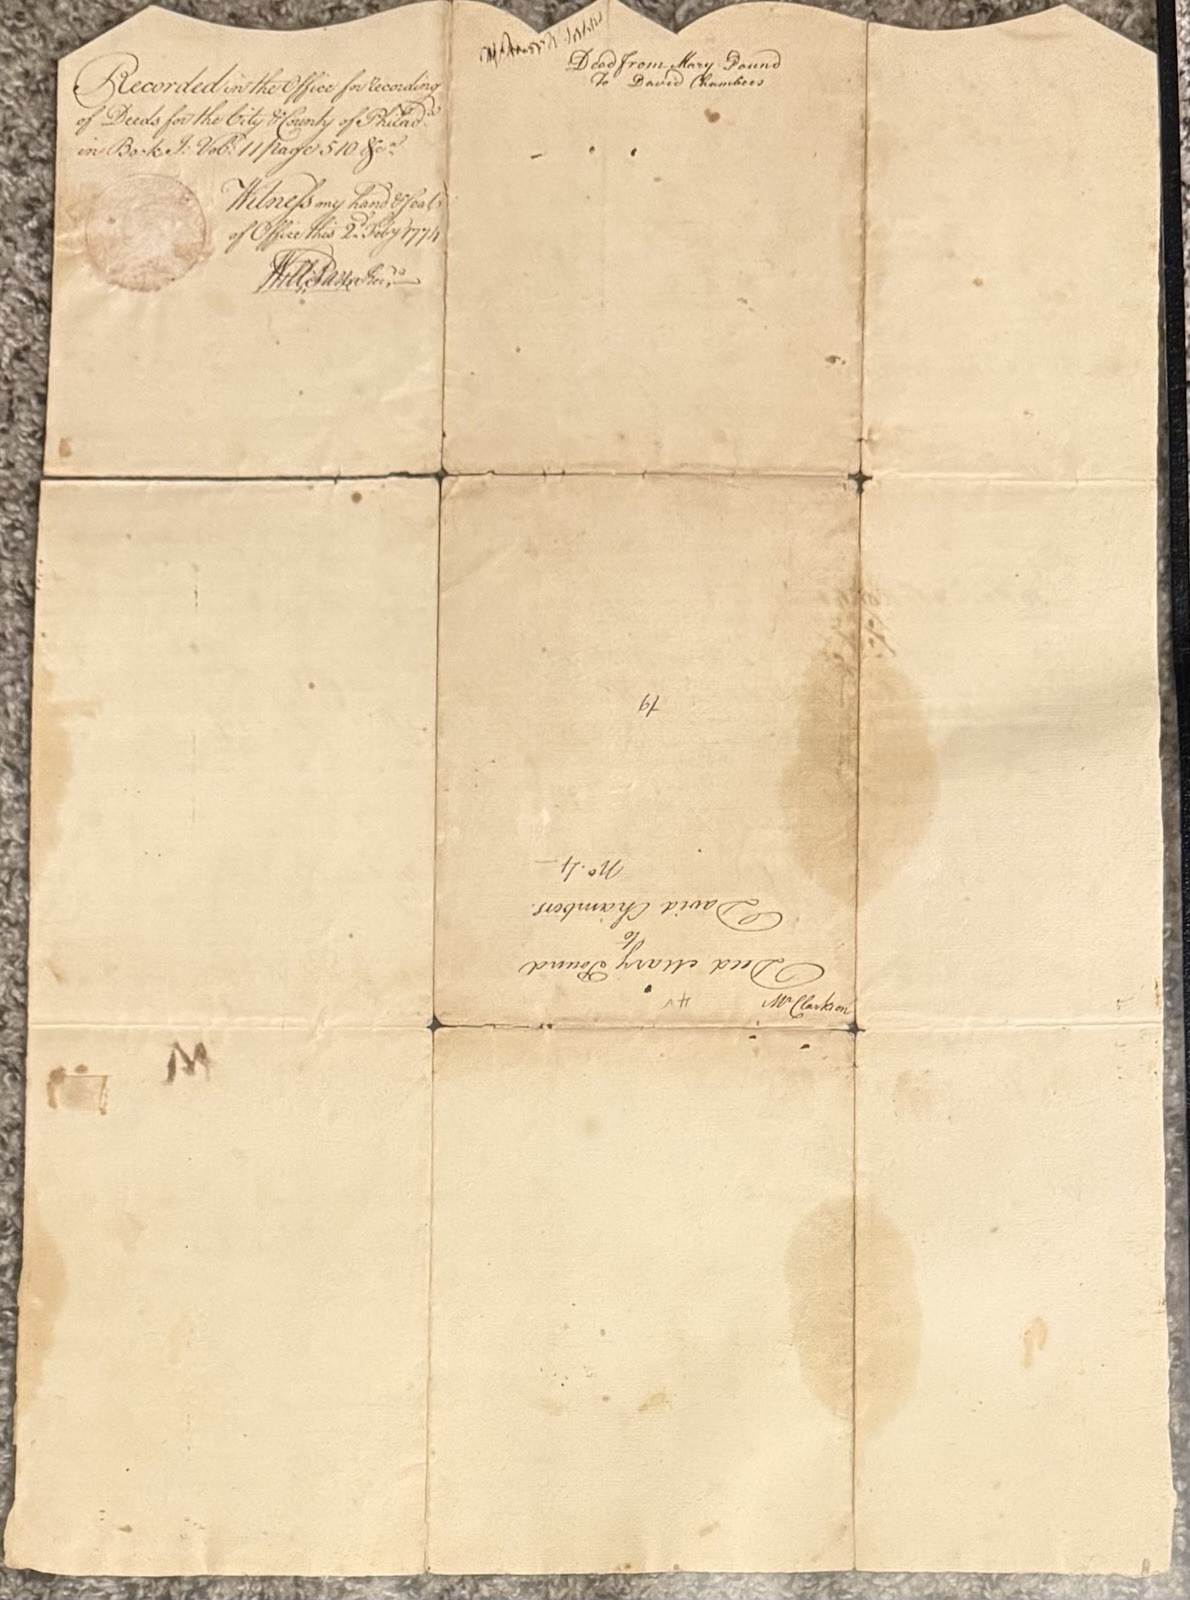 Recorded in the Office for Recording
of Deeds for the City & County of Philad.ᵃ
in Book I: Vol: 11 page 510 &c.ᵃ
Witness my hand & Seal
of Office this 2.ᵈ Feby 1774
Will:
Deed from Mary Pound
To David Chambers
Mr. Clarkson
Deed Mary Pound
to
David Chambers.
No. 4 —
19